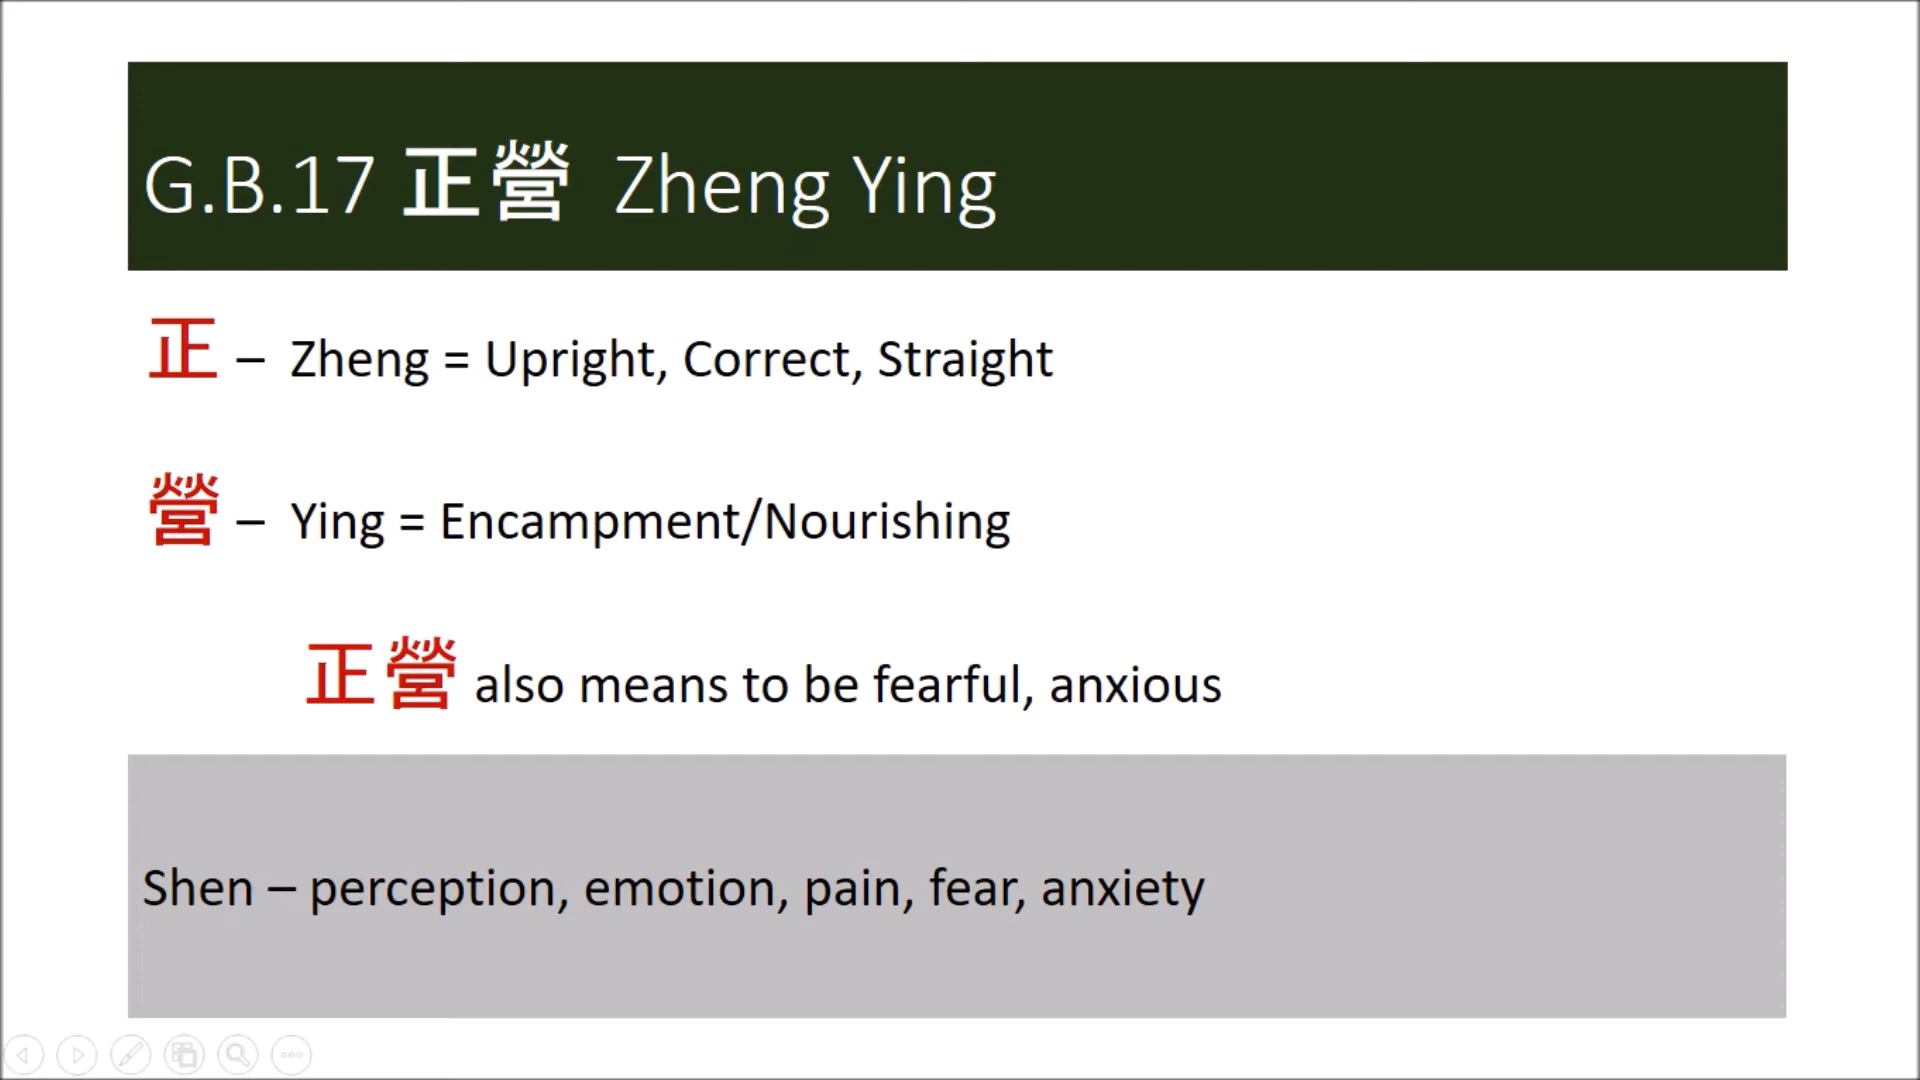 G.B.17 正營 Zheng Ying
正 – Zheng = Upright, Correct, Straight
營 – Ying = Encampment/Nourishing
正營 also means to be fearful, anxious
Shen – perception, emotion, pain, fear, anxiety